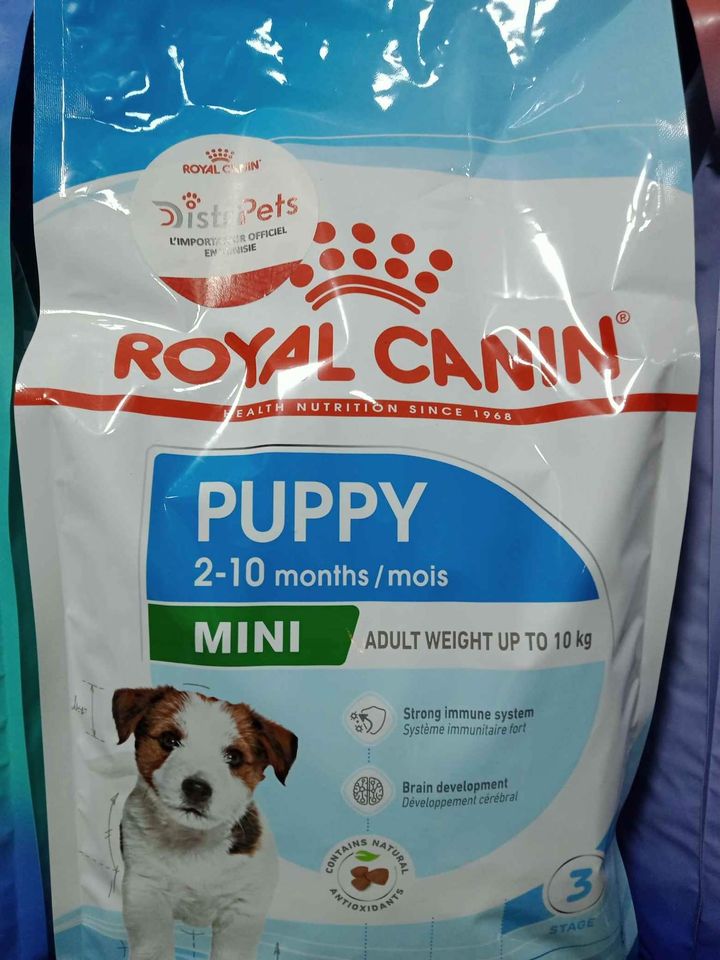 ROYAL CANIN
DistriPets
L'IMPORTATEUR OFFICIEL
EN TUNISIE
ROYAL CANIN®
HEALTH NUTRITION SINCE 1968
PUPPY
2-10 months/mois
MINI
ADULT WEIGHT UP TO 10 kg
Strong immune system
Système immunitaire fort
Brain development
Développement cérébral
CONTAINS NATURAL
ANTIOXIDANTS
3
STAGE